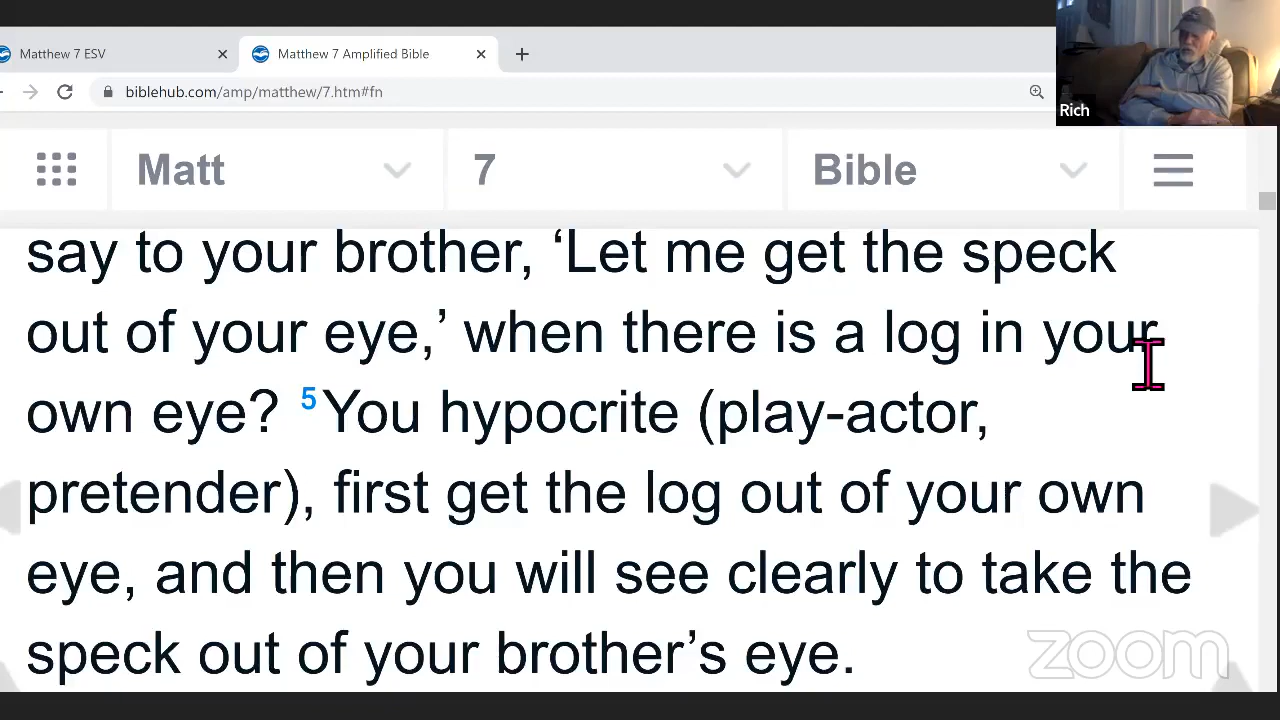 Matthew 7 ESV
Matthew 7 Amplified Bible
biblehub.com/amp/matthew/7.htm#fn
Rich
Matt
7
Bible
say to your brother, ‘Let me get the speck
out of your eye,’ when there is a log in your
own eye? 5 You hypocrite (play-actor,
pretender), first get the log out of your own
eye, and then you will see clearly to take the
speck out of your brother’s eye.
zoom